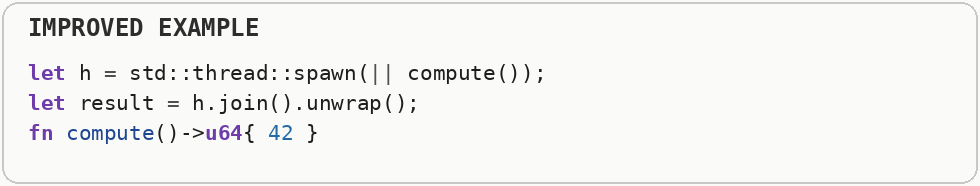 IMPROVED EXAMPLE
let h = std::thread::spawn(|| compute());
let result = h.join().unwrap();
fn compute()->u64{ 42 }